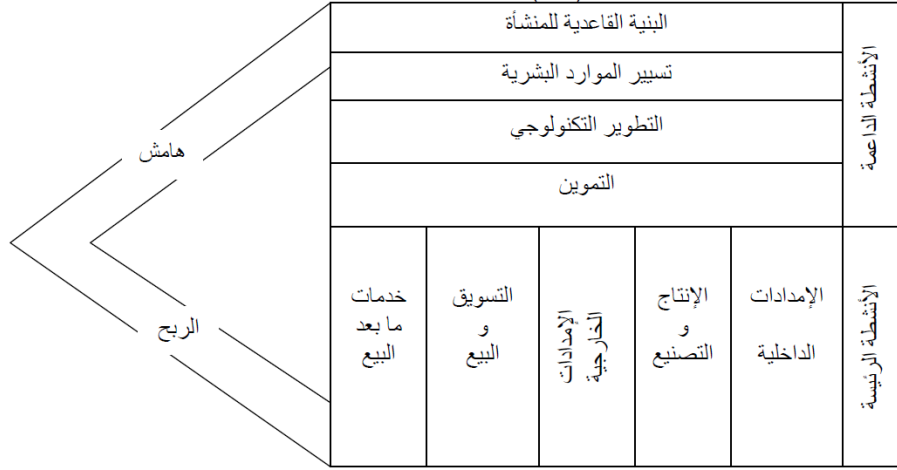 البنية القاعدية للمنشأة
تسيير الموارد البشرية
التطوير التكنولوجي
التموين
الأنشطة الداعمة
هامش
الربح
الأنشطة الرئيسة
الإمدادات
الداخلية
الإنتاج
و
التصنيع
الإمدادات
الخارجية
التسويق
و
البيع
خدمات
ما بعد
البيع